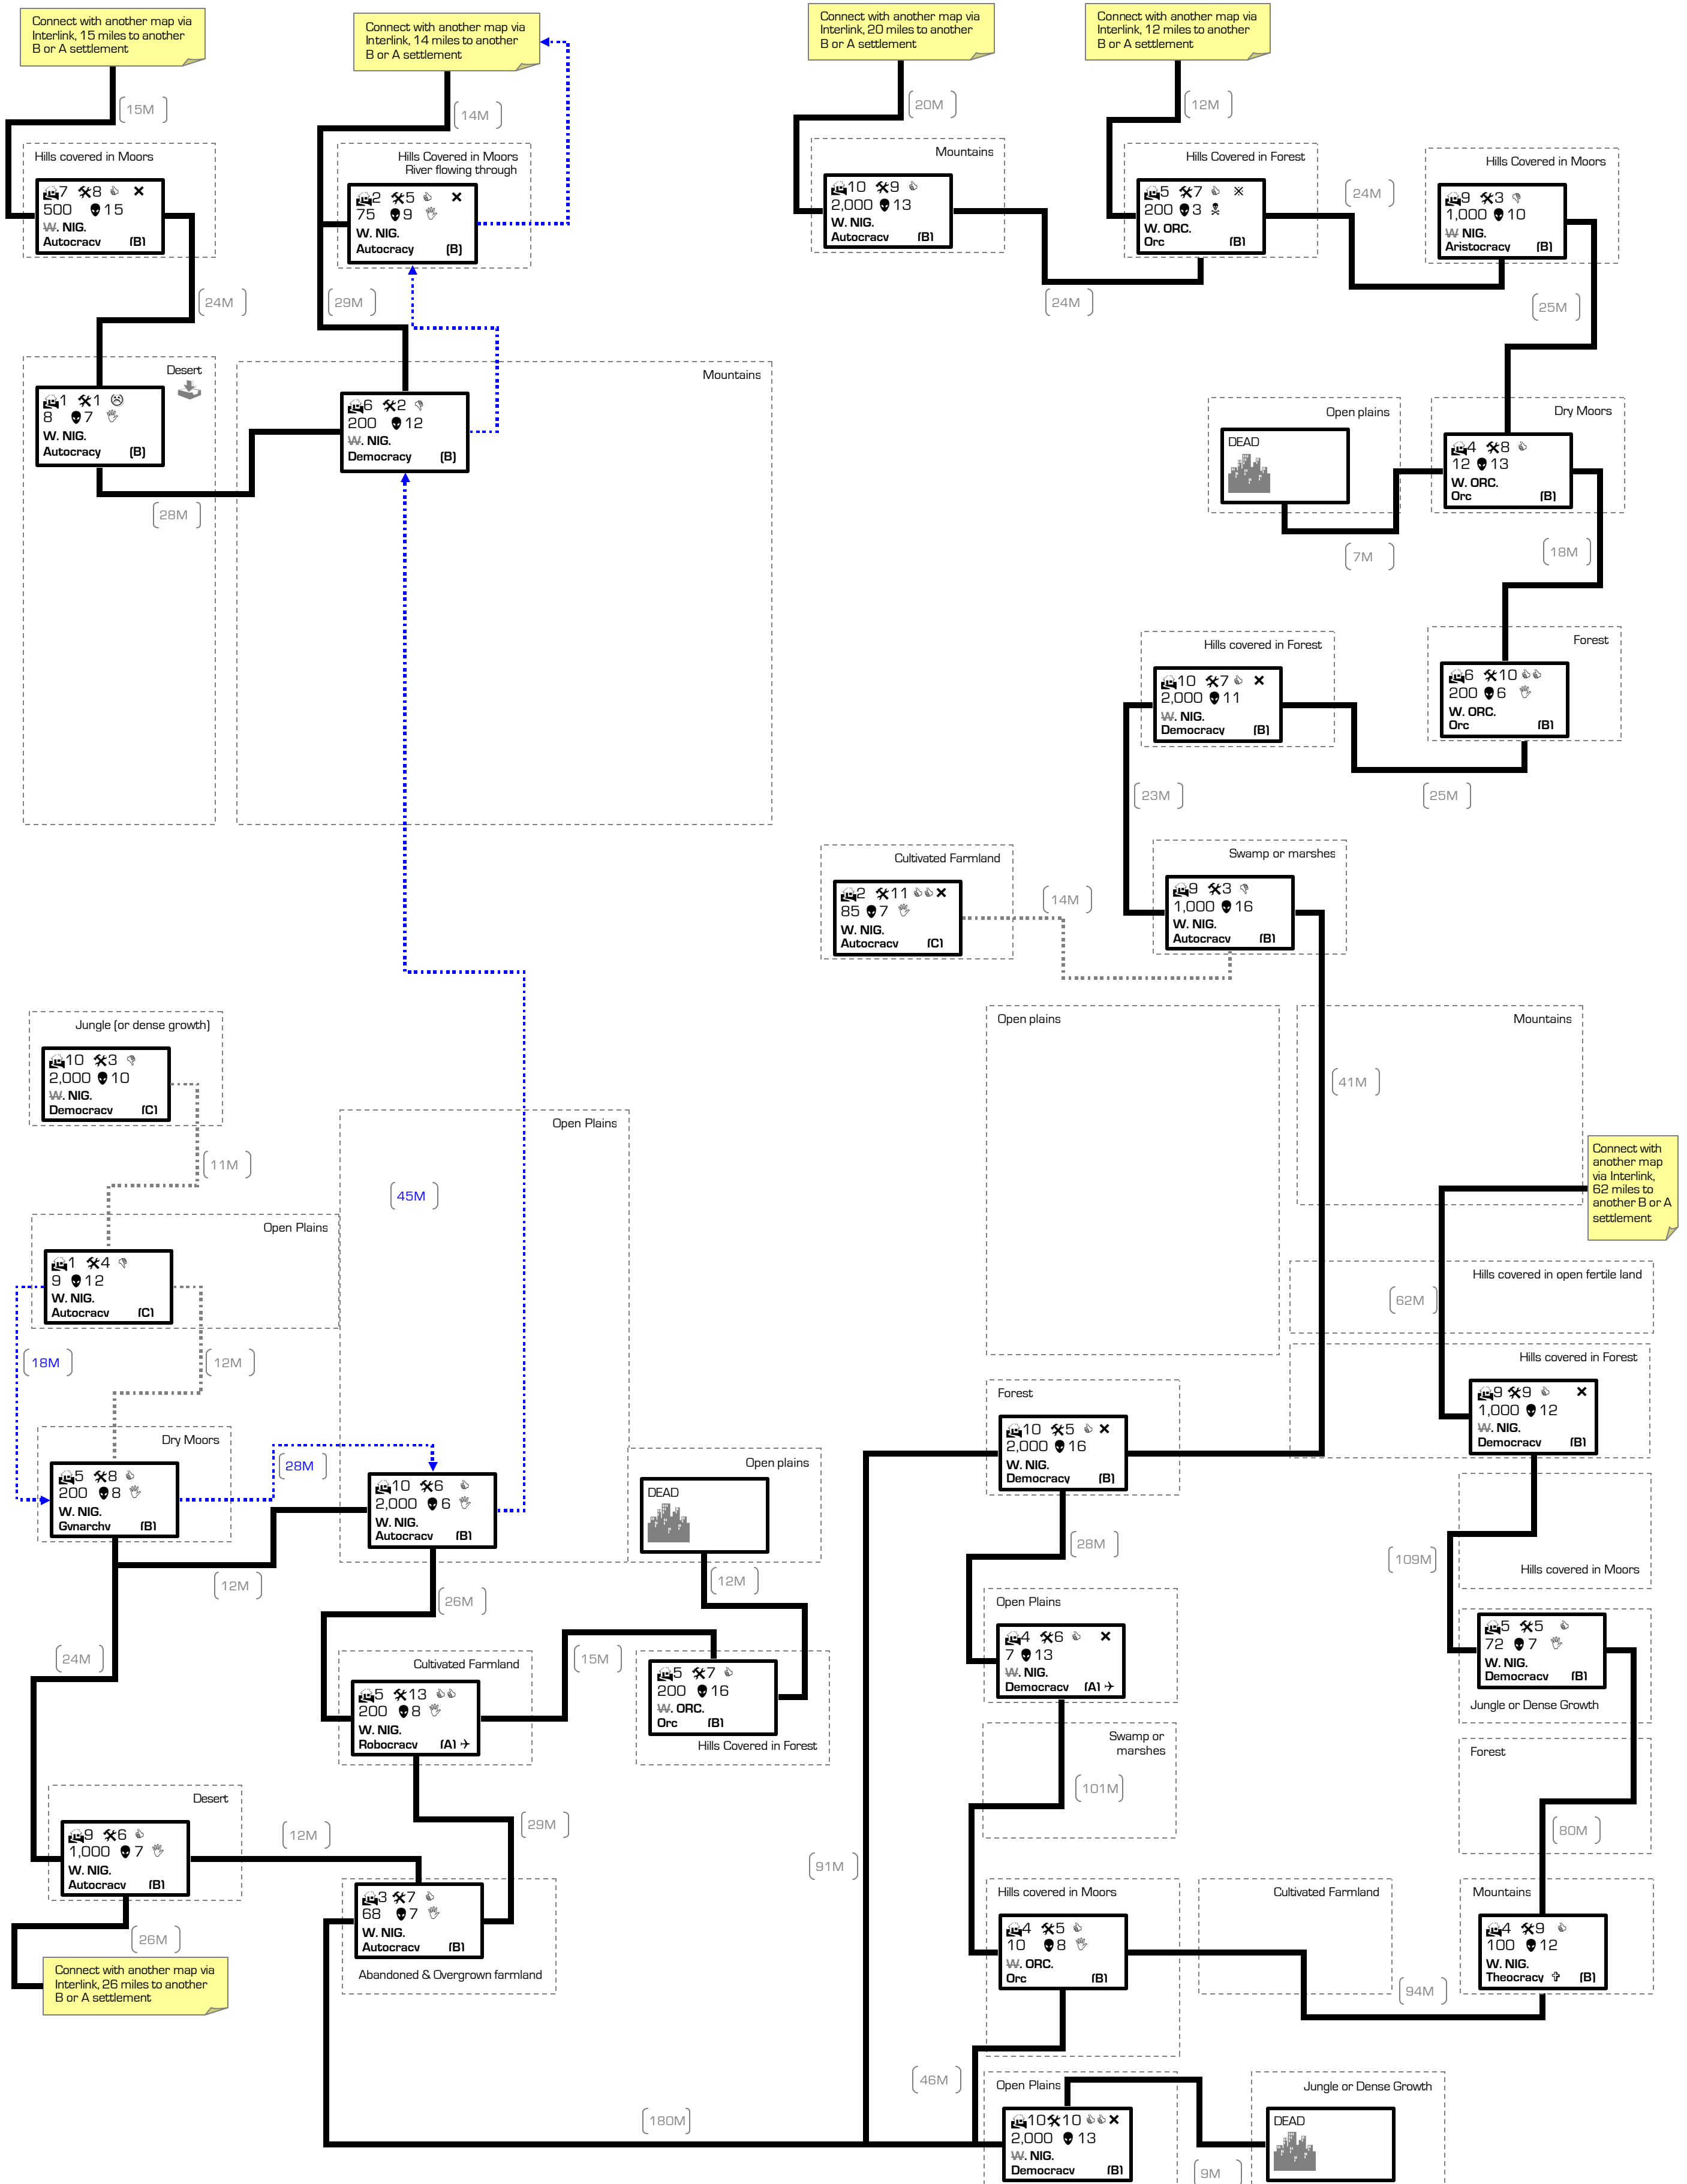 Connect with another map via
Interlink, 15 miles to another
B or A settlement
Connect with another map via
Interlink, 14 miles to another
B or A settlement
Connect with another map via
Interlink, 20 miles to another
B or A settlement
Connect with another map via
Interlink, 12 miles to another
B or A settlement
15M
14M
20M
12M
Hills covered in Moors
7 8
500 15
W. NIG.
Autocracy (B)
Hills Covered in Moors
River flowing through
2 5
75 9
W. NIG.
Autocracy (B)
Mountains
10 9
2,000 13
W. NIG.
Autocracy (B)
Hills Covered in Forest
5 7
200 3
W. ORC.
Orc (B)
24M
Hills Covered in Moors
9 3
1,000 10
W. NIG.
Aristocracy (B)
24M
29M
24M
25M
Desert
1 1
8 7
W. NIG.
Autocracy (B)
Mountains
6 2
200 12
W. NIG.
Democracy (B)
28M
Open plains
DEAD
Dry Moors
4 8
12 13
W. ORC.
Orc (B)
7M
18M
Hills covered in Forest
10 7
2,000 11
W. NIG.
Democracy (B)
Forest
6 10
200 6
W. ORC.
Orc (B)
23M
25M
Cultivated Farmland
2 11
85 7
W. NIG.
Autocracy (C)
14M
Swamp or marshes
9 3
1,000 16
W. NIG.
Autocracy (B)
Jungle (or dense growth)
10 3
2,000 10
W. NIG.
Democracy (C)
11M
Open Plains
45M
Open plains
Mountains
41M
Connect with
another map
via Interlink,
62 miles to
another B or A
settlement
Open Plains
1 4
9 12
W. NIG.
Autocracy (C)
18M
12M
Hills covered in open fertile land
62M
Hills covered in Forest
9 9
1,000 12
W. NIG.
Democracy (B)
Forest
10 5
2,000 16
W. NIG.
Democracy (B)
Dry Moors
5 8
200 8
W. NIG.
Gynarchy (B)
28M
10 6
2,000 6
W. NIG.
Autocracy (B)
Open plains
DEAD
12M
26M
12M
28M
109M
Hills covered in Moors
24M
Cultivated Farmland
5 13
200 8
W. NIG.
Robocracy (A)
15M
5 7
200 16
W. ORC.
Orc (B)
Hills Covered in Forest
Open Plains
4 6
7 13
W. NIG.
Democracy (A)
5 5
72 7
W. NIG.
Democracy (B)
Jungle or Dense Growth
Swamp or
marshes
101M
Forest
80M
Desert
9 6
1,000 7
W. NIG.
Autocracy (B)
12M
29M
91M
3 7
68 7
W. NIG.
Autocracy (B)
Abandoned & Overgrown farmland
26M
Connect with another map via
Interlink, 26 miles to another
B or A settlement
Hills covered in Moors
4 5
10 8
W. ORC.
Orc (B)
Cultivated Farmland
Mountains
4 9
100 12
W. NIG.
Theocracy (B)
94M
46M
180M
Open Plains
10 10
2,000 13
W. NIG.
Democracy (B)
Jungle or Dense Growth
DEAD
9M